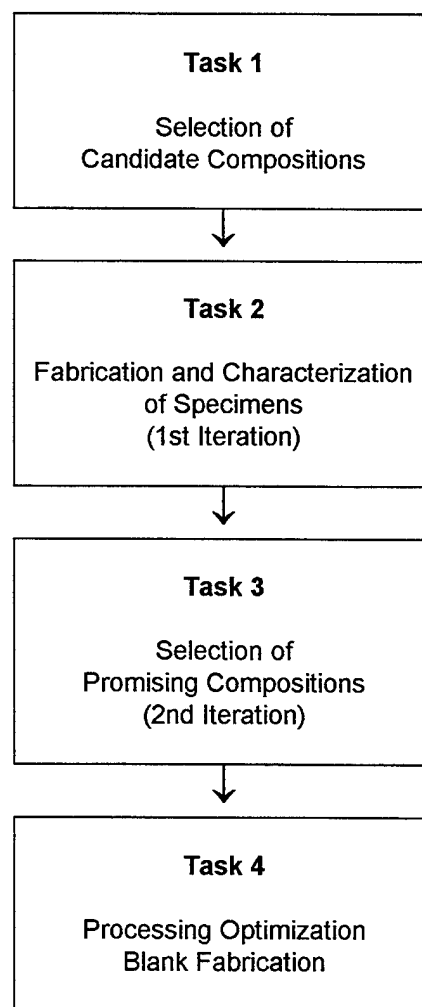 Task 1
Selection of
Candidate Compositions
Task 2
Fabrication and Characterization
of Specimens
(1st Iteration)
Task 3
Selection of
Promising Compositions
(2nd Iteration)
Task 4
Processing Optimization
Blank Fabrication